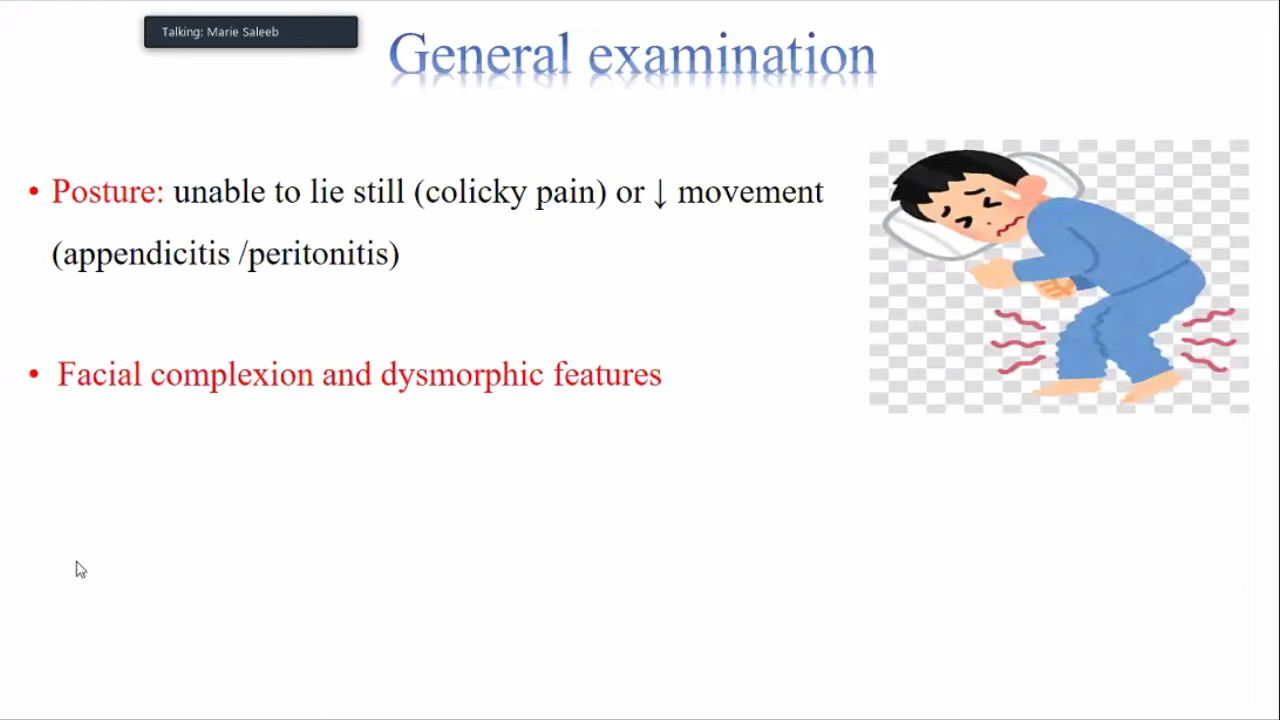 Talking: Marie Saleeb
General examination
• Posture: unable to lie still (colicky pain) or ↓ movement
(appendicitis /peritonitis)
• Facial complexion and dysmorphic features